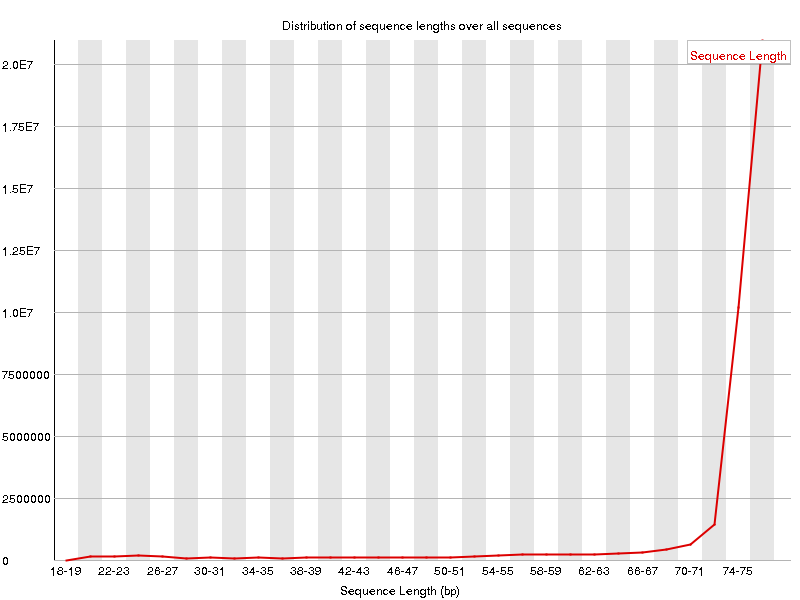 Distribution of sequence lengths over all sequences
Sequence Length
2.0E7
1.75E7
1.5E7
1.25E7
1.0E7
7500000
5000000
2500000
0
18-19 22-23 26-27 30-31 34-35 38-39 42-43 46-47 50-51 54-55 58-59 62-63 66-67 70-71 74-75
Sequence Length (bp)